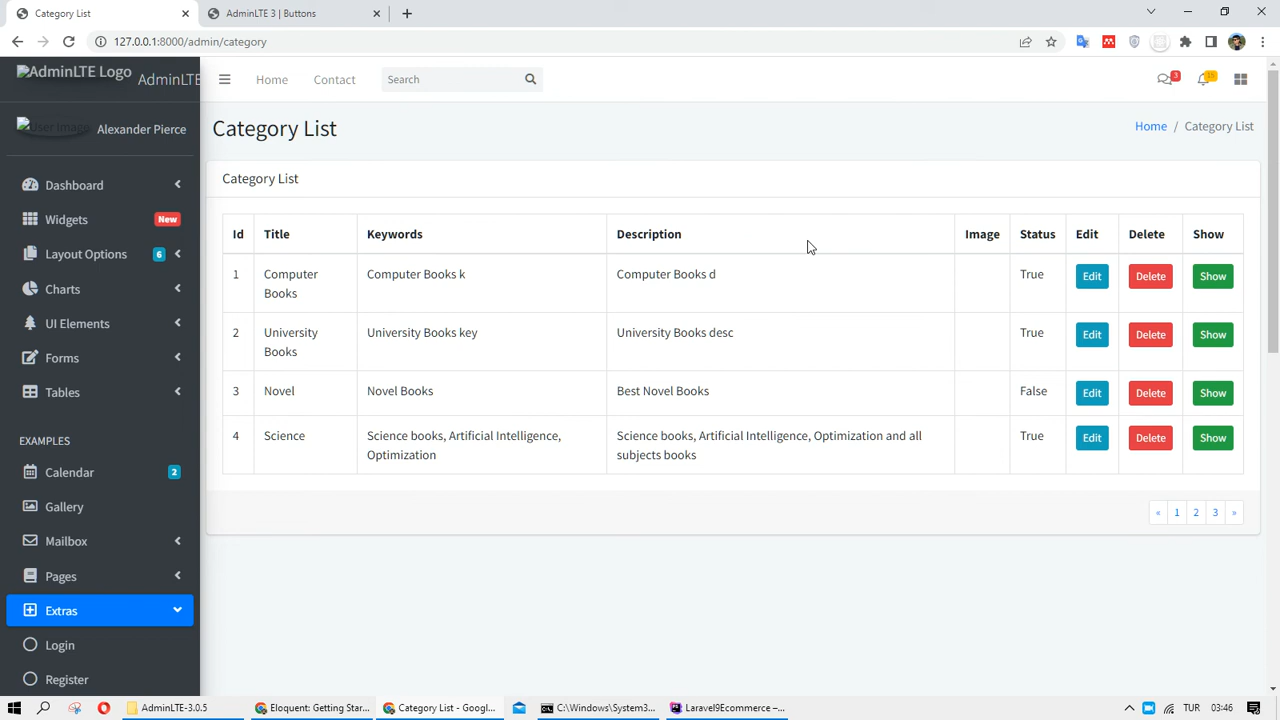 Category List
AdminLTE 3 | Buttons
127.0.0.1:8000/admin/category
AdminLTE Logo AdminLTE
Home Contact Search 3 15
Alexander Pierce
Category List
Home / Category List
Dashboard
Widgets New
Layout Options 6
Charts
UI Elements
Forms
Tables
EXAMPLES
Calendar 2
Gallery
Mailbox
Pages
Extras
Login
Register
Category List
Id Title Keywords Description Image Status Edit Delete Show
1 Computer Books k Computer Books d True Edit Delete Show
Books
2 University University Books key University Books desc True Edit Delete Show
Books
3 Novel Novel Books Best Novel Books False Edit Delete Show
4 Science Science books, Artificial Intelligence, Science books, Artificial Intelligence, Optimization and all True Edit Delete Show
Optimization subjects books
« 1 2 3 »
AdminLTE-3.0.5 Eloquent: Getting Star... Category List - Googl... C:\Windows\System3... Laravel9Ecommerce –... TUR 03:46